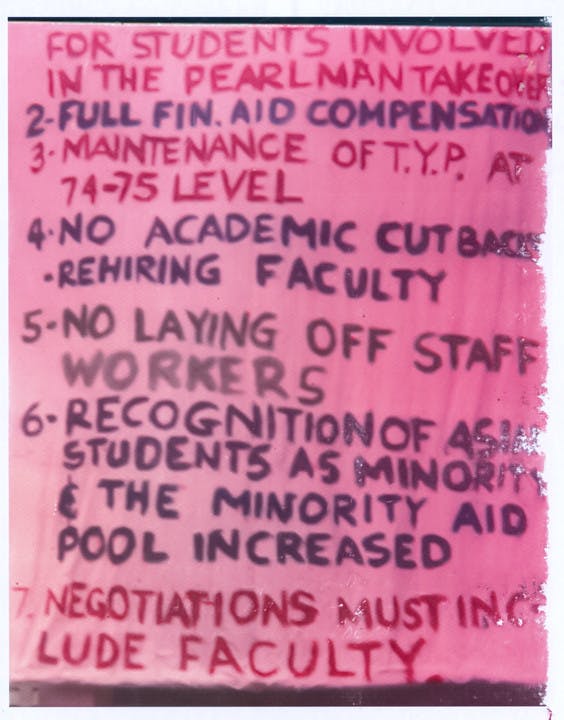 FOR STUDENTS INVOLVED
IN THE PEARLMAN TAKEOVER
2-FULL FIN. AID COMPENSATION
3-MAINTENANCE OF T.Y.P. AT
74-75 LEVEL
4-NO ACADEMIC CUTBACKS
-REHIRING FACULTY
5-NO LAYING OFF STAFF
WORKERS
6-RECOGNITION OF ASIAN
STUDENTS AS MINORITY
& THE MINORITY AID
POOL INCREASED
7. NEGOTIATIONS MUST INC-
LUDE FACULTY.